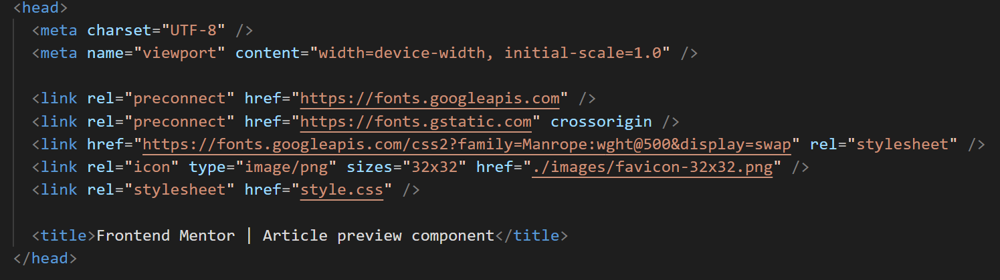 <head>
<meta charset="UTF-8" />
<meta name="viewport" content="width=device-width, initial-scale=1.0" />
<link rel="preconnect" href="https://fonts.googleapis.com" />
<link rel="preconnect" href="https://fonts.gstatic.com" crossorigin />
<link href="https://fonts.googleapis.com/css2?family=Manrope:wght@500&display=swap" rel="stylesheet" />
<link rel="icon" type="image/png" sizes="32x32" href="./images/favicon-32x32.png" />
<link rel="stylesheet" href="style.css" />
<title>Frontend Mentor | Article preview component</title>
</head>